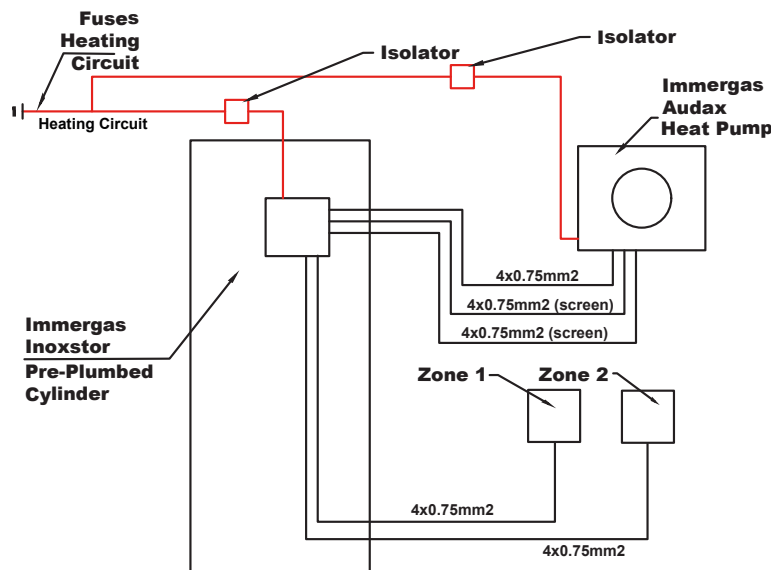 Fuses
Heating
Circuit
Isolator
Isolator
Immergas
Audax
Heat Pump
Heating Circuit
4x0.75mm2
4x0.75mm2 (screen)
4x0.75mm2 (screen)
Immergas
Inoxstor
Pre-Plumbed
Cylinder
Zone 1
Zone 2
4x0.75mm2
4x0.75mm2